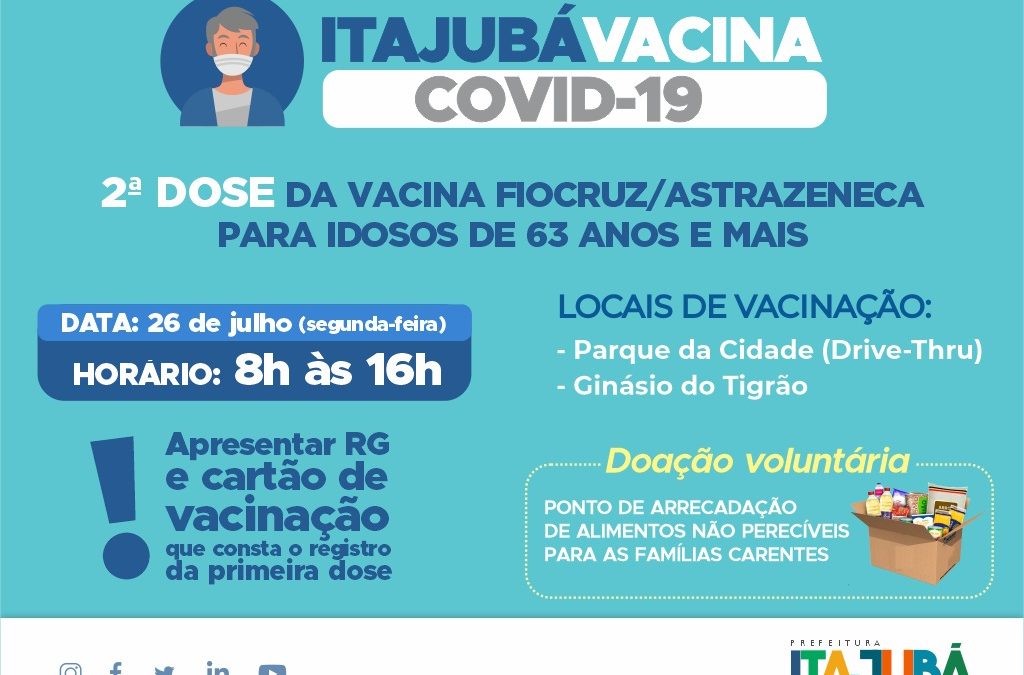 ITAJUBÁVACINA
COVID-19
2ª DOSE DA VACINA FIOCRUZ/ASTRAZENECA
PARA IDOSOS DE 63 ANOS E MAIS
DATA: 26 de julho (segunda-feira)
HORÁRIO: 8h às 16h
LOCAIS DE VACINAÇÃO:
- Parque da Cidade (Drive-Thru)
- Ginásio do Tigrão
! Apresentar RG
e cartão de
vacinação
que consta o registro
da primeira dose
Doação voluntária
PONTO DE ARRECADAÇÃO
DE ALIMENTOS NÃO PERECÍVEIS
PARA AS FAMÍLIAS CARENTES
PREFEITURA
ITAJUBÁ